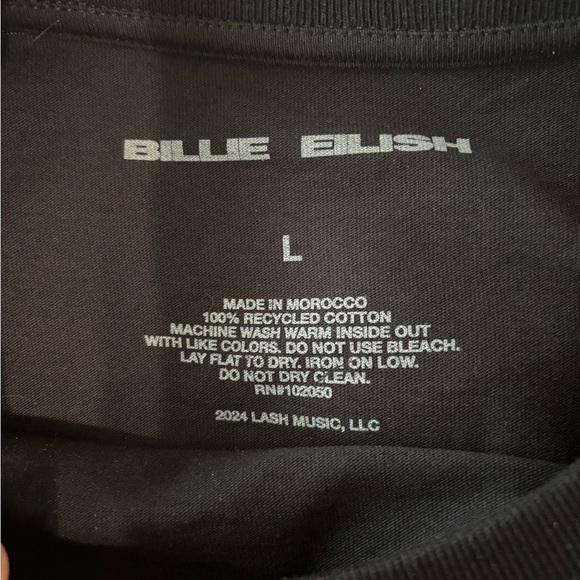 BILLIE EILISH
L
MADE IN MOROCCO
100% RECYCLED COTTON
MACHINE WASH WARM INSIDE OUT
WITH LIKE COLORS. DO NOT USE BLEACH.
LAY FLAT TO DRY. IRON ON LOW.
DO NOT DRY CLEAN.
RN#102050
2024 LASH MUSIC, LLC